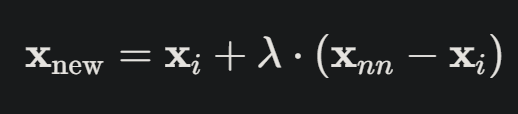 x_new = x_i + λ · (x_nn − x_i)